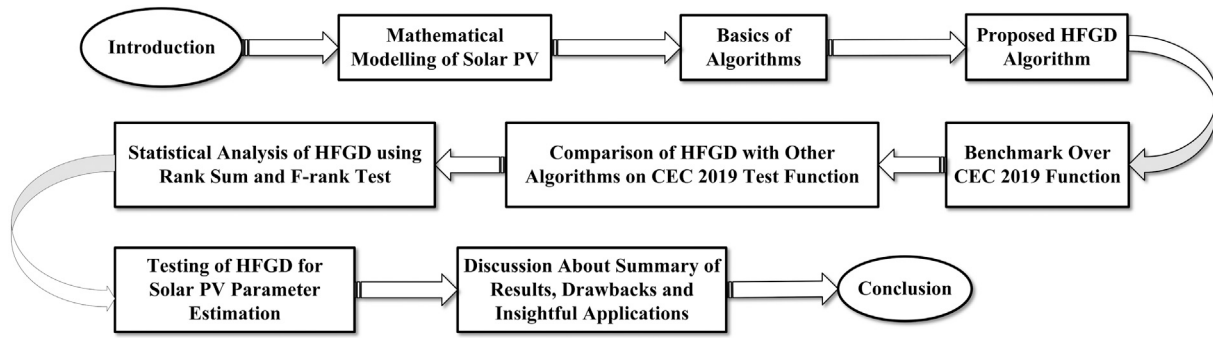 Introduction
Mathematical
Modelling of Solar PV
Basics of
Algorithms
Proposed HFGD
Algorithm
Benchmark Over
CEC 2019 Function
Comparison of HFGD with Other
Algorithms on CEC 2019 Test Function
Statistical Analysis of HFGD using
Rank Sum and F-rank Test
Testing of HFGD for
Solar PV Parameter
Estimation
Discussion About Summary of
Results, Drawbacks and
Insightful Applications
Conclusion